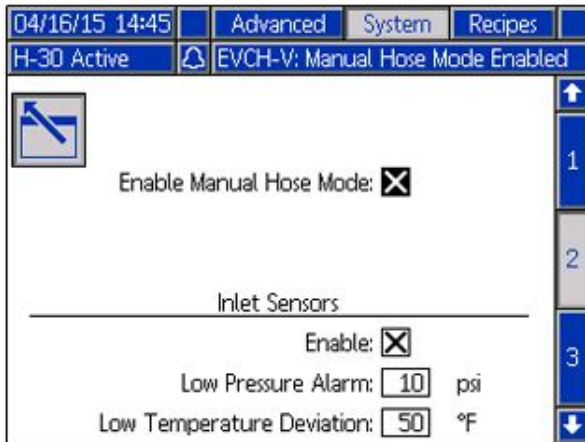 04/16/15 14:45 Advanced System Recipes
H-30 Active EVCH-V: Manual Hose Mode Enabled
Enable Manual Hose Mode:
1
2
Inlet Sensors
Enable:
3
Low Pressure Alarm: 10 psi
Low Temperature Deviation: 50 °F